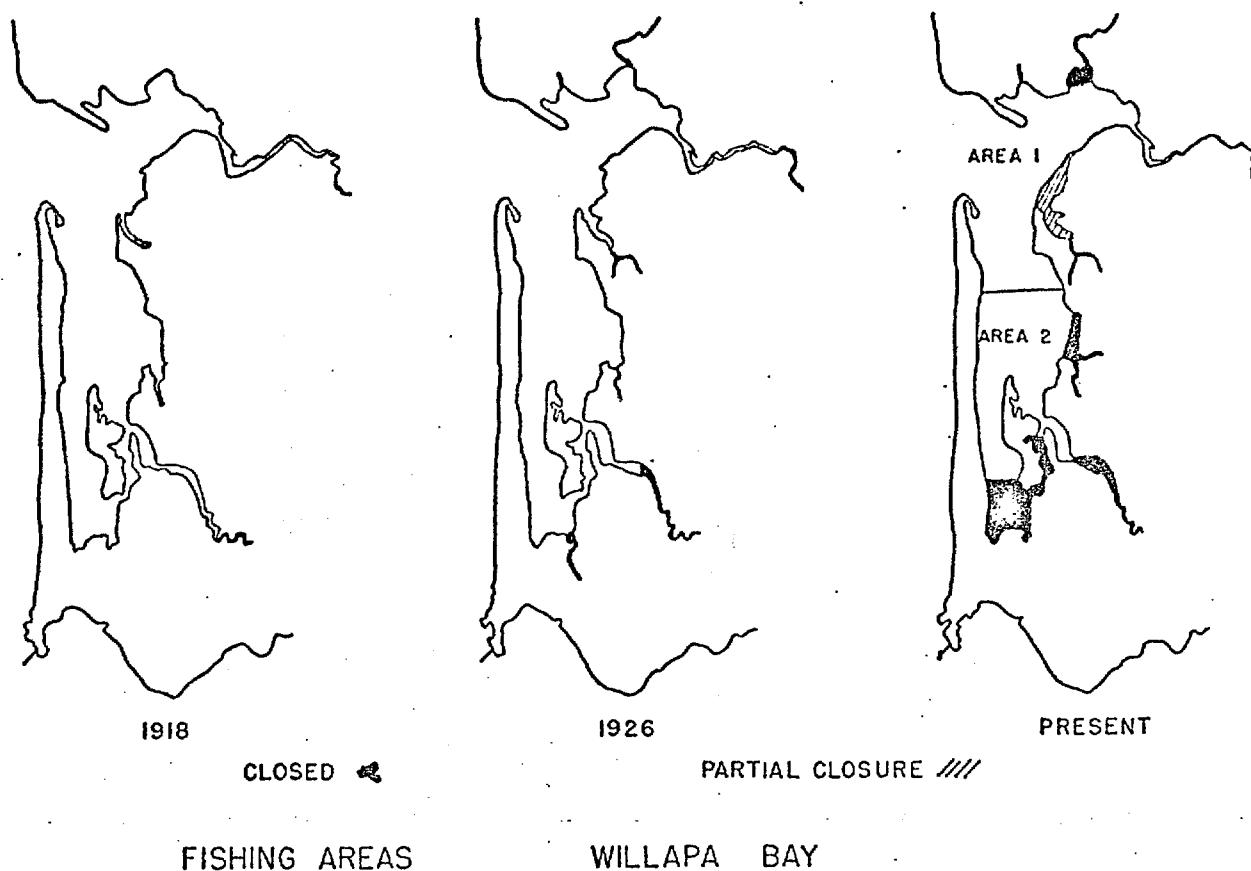 AREA 1
AREA 2
1918
1926
PRESENT
CLOSED
PARTIAL CLOSURE
FISHING AREAS WILLAPA BAY